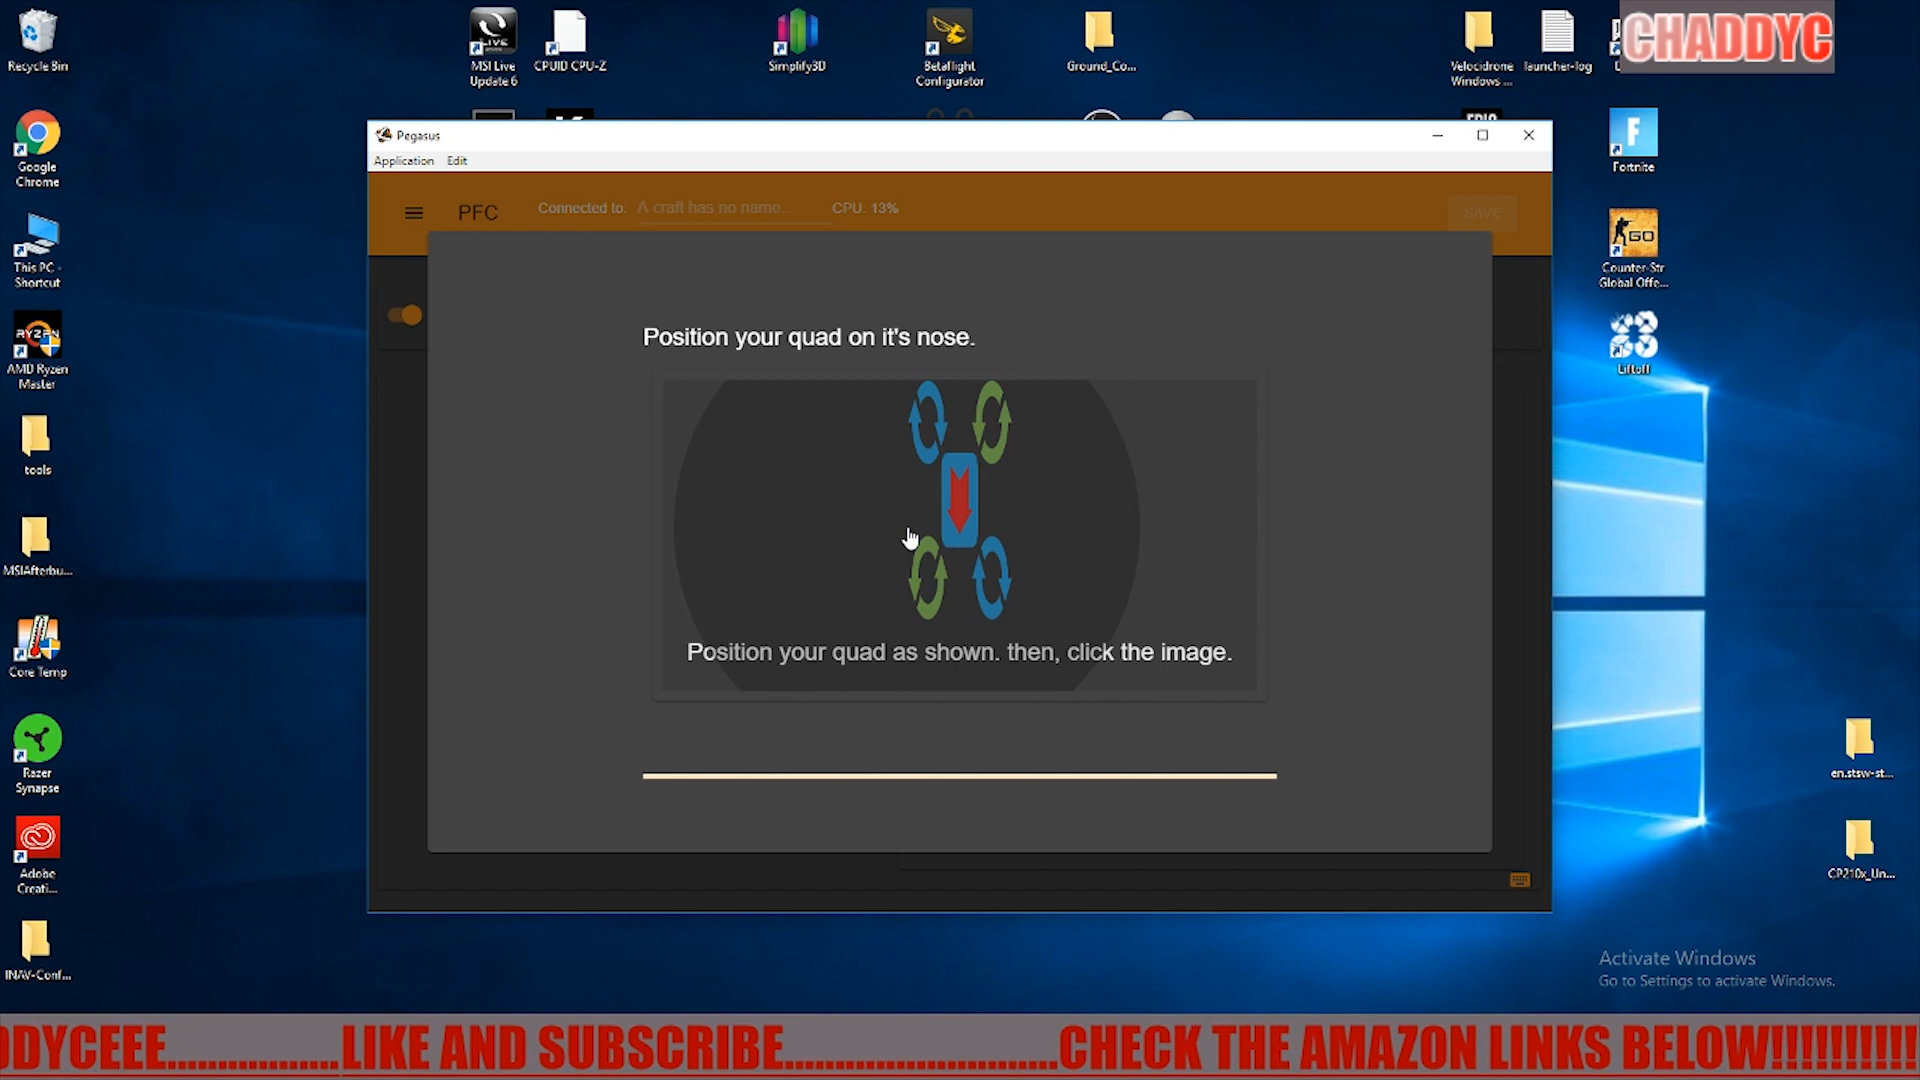 Recycle Bin
MSI Live
Update 6
CPUID CPU-Z
Simplify3D
Betaflight
Configurator
Ground_Co...
Velocidrone
Windows ...
launcher-log
CHADDYC
Google
Chrome
This PC -
Shortcut
RYZEN
AMD Ryzen
Master
tools
MSIAfterbu...
Core Temp
Razer
Synapse
Adobe
Creati...
INAV-Conf...
Pegasus
Application Edit
PFC
Connected to: A craft has no name...
CPU: 13%
SAVE
Position your quad on it's nose.
Position your quad as shown. then, click the image.
Fortnite
GO
Counter-Str
Global Offe...
Liftoff
en.stsw-st...
CP210x_Un...
Activate Windows
Go to Settings to activate Windows.
DDYCEEE.................LIKE AND SUBSCRIBE...........................CHECK THE AMAZON LINKS BELOW!!!!!!!!!!